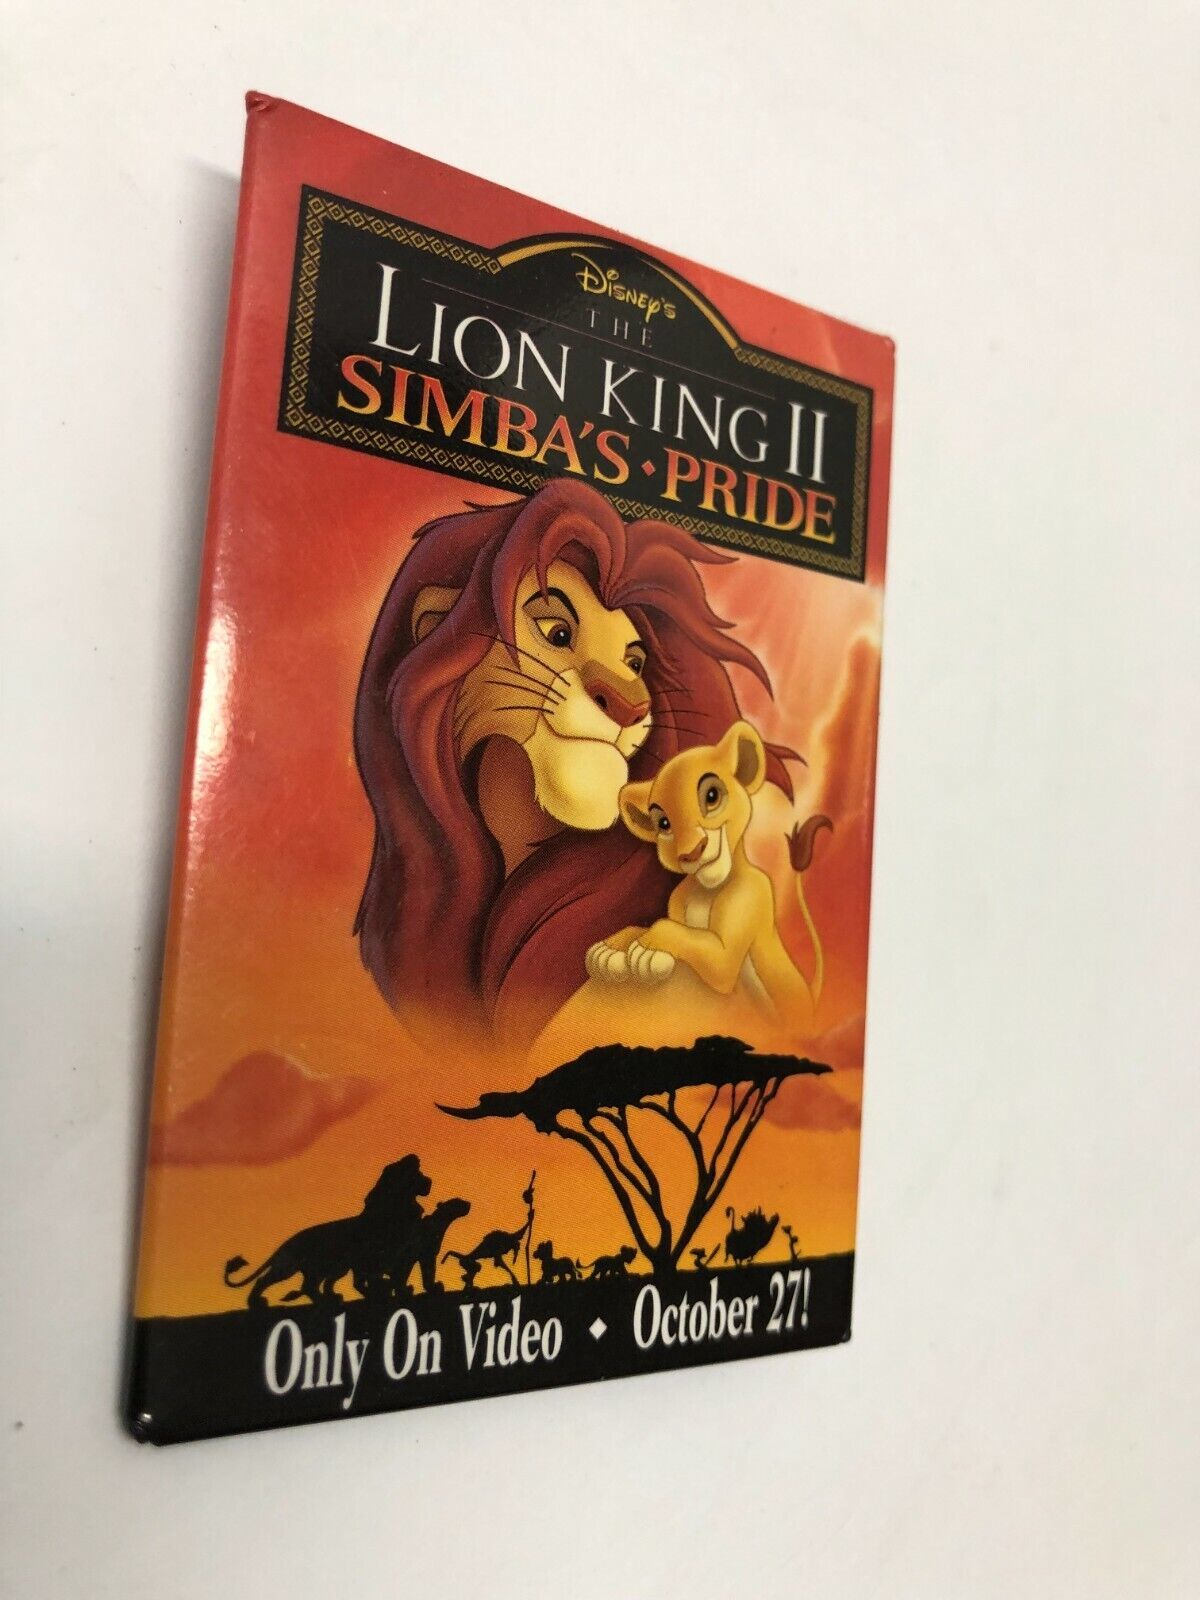 Disney's
THE
LION KING II
SIMBA'S · PRIDE
Only On Video ⬥ October 27!